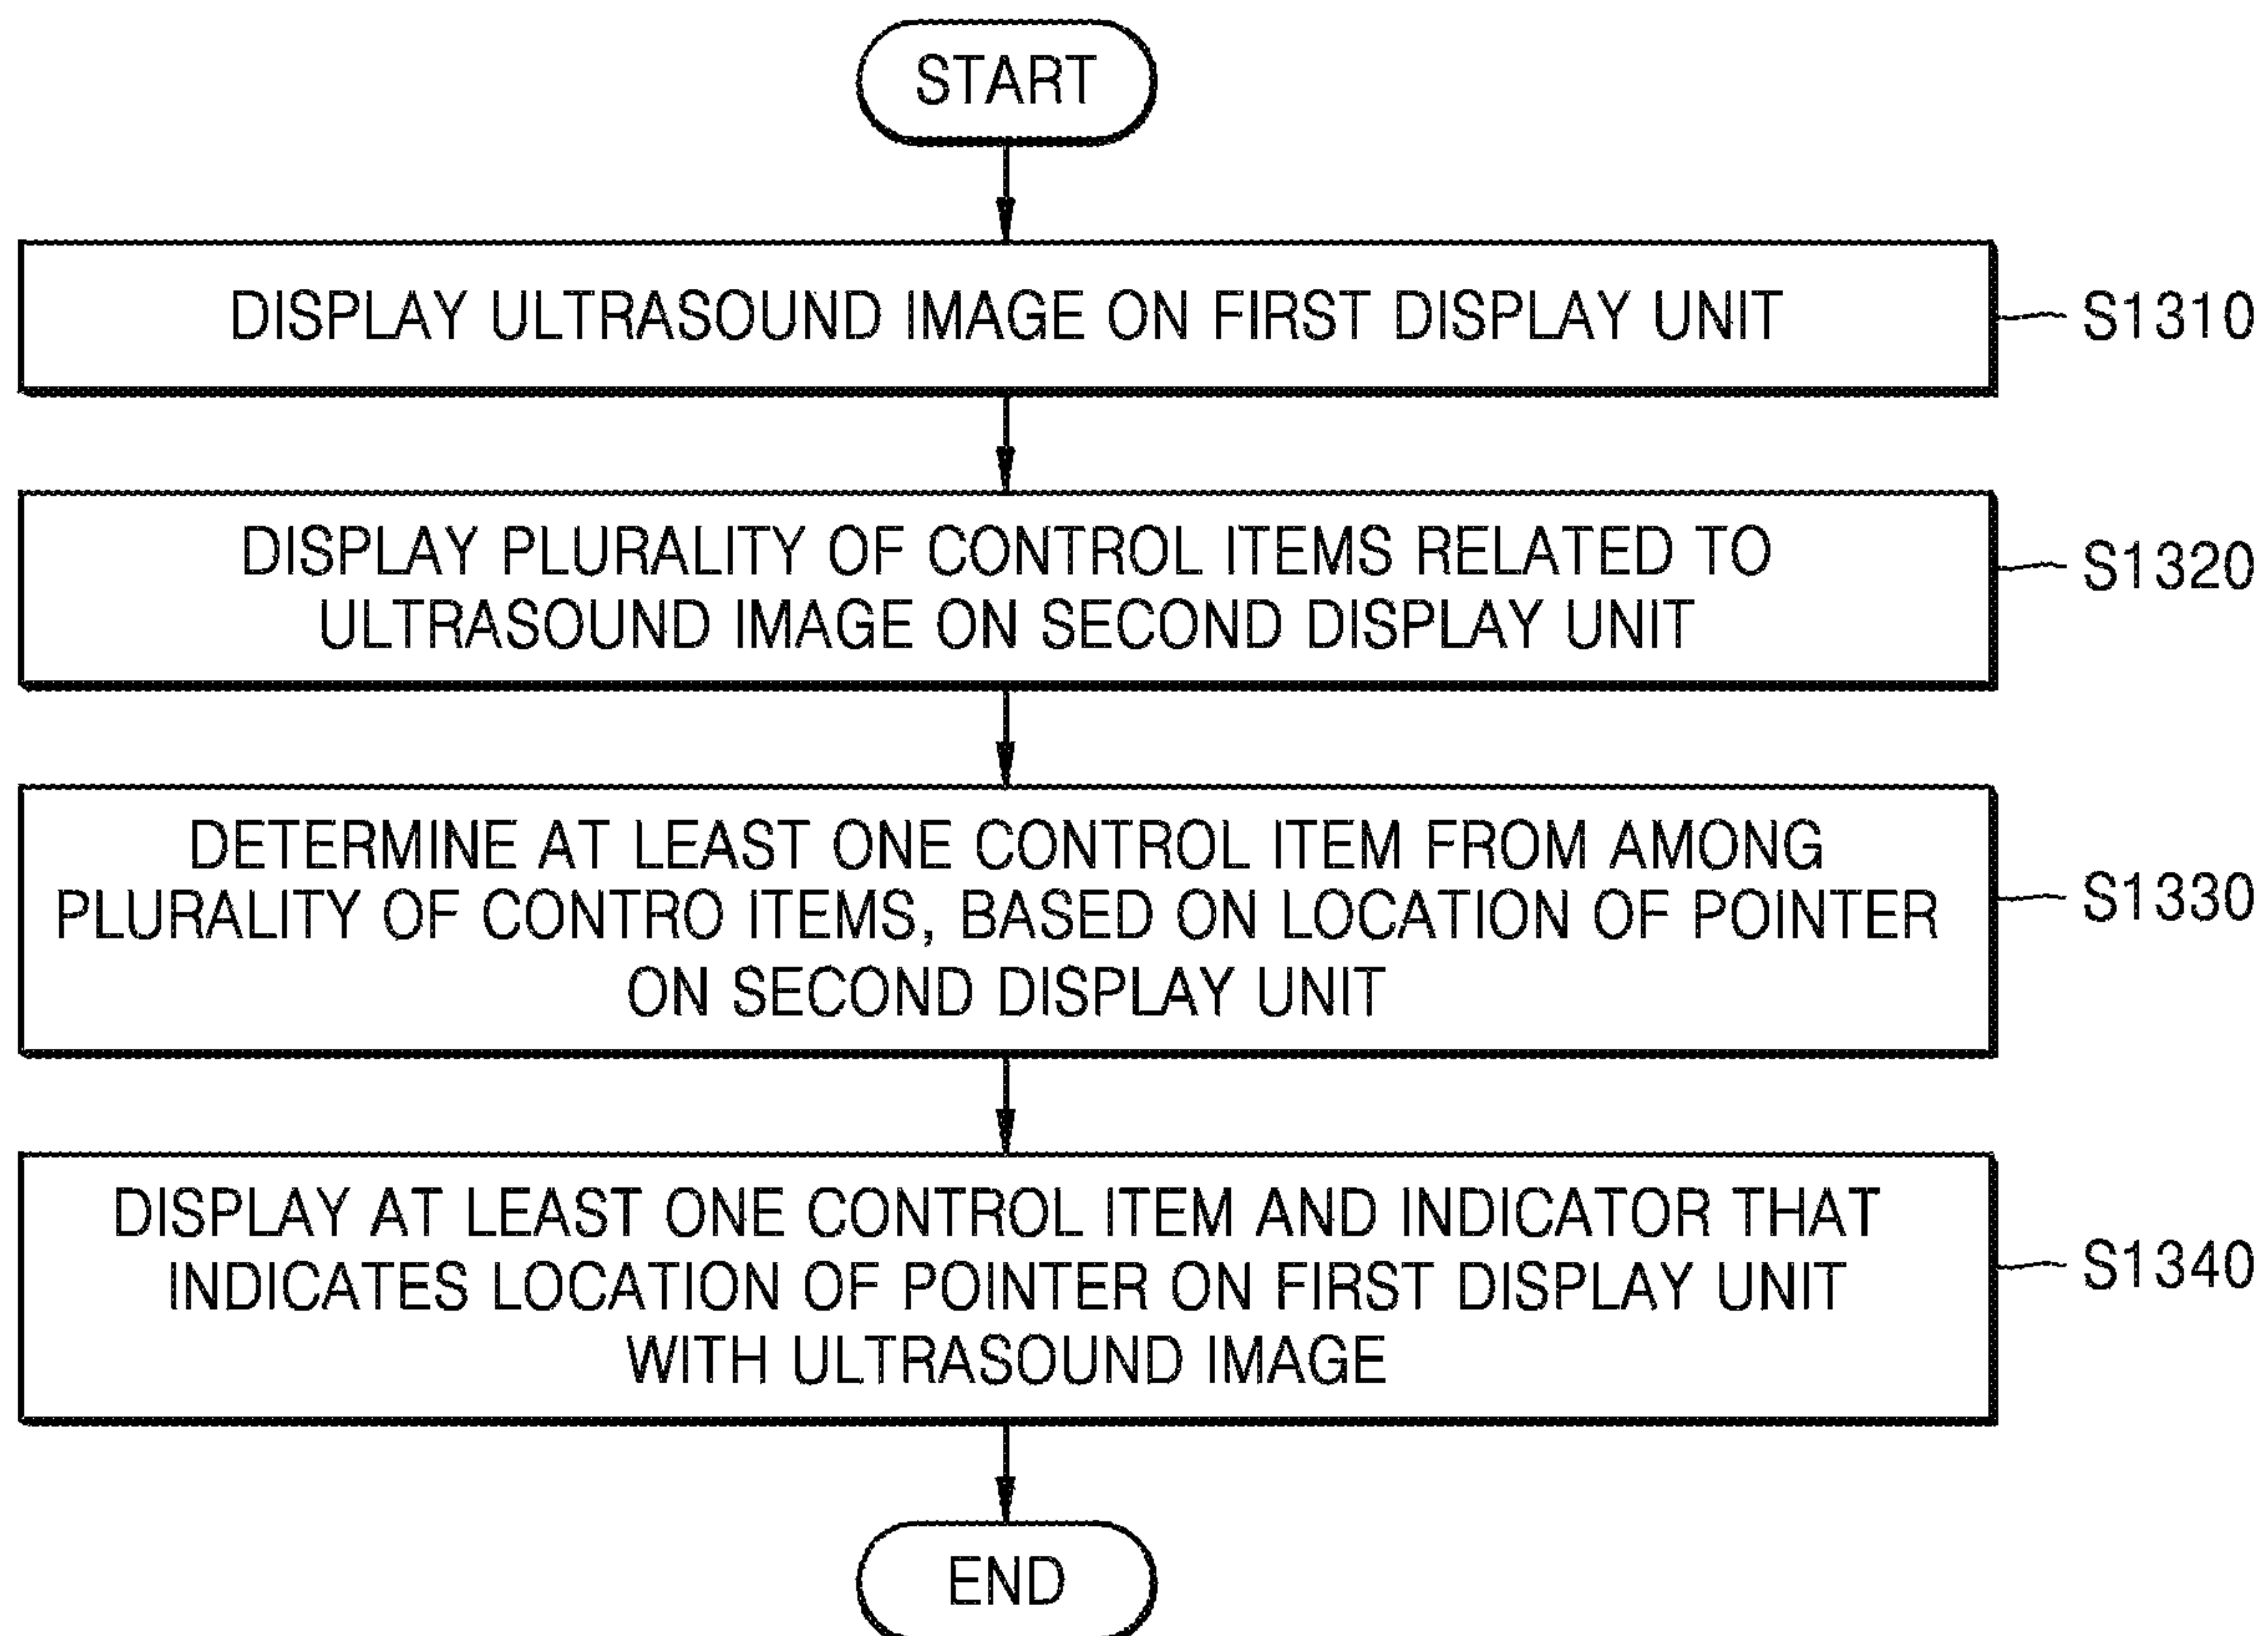 START
DISPLAY ULTRASOUND IMAGE ON FIRST DISPLAY UNIT
S1310
DISPLAY PLURALITY OF CONTROL ITEMS RELATED TO
ULTRASOUND IMAGE ON SECOND DISPLAY UNIT
S1320
DETERMINE AT LEAST ONE CONTROL ITEM FROM AMONG
PLURALITY OF CONTRO ITEMS, BASED ON LOCATION OF POINTER
ON SECOND DISPLAY UNIT
S1330
DISPLAY AT LEAST ONE CONTROL ITEM AND INDICATOR THAT
INDICATES LOCATION OF POINTER ON FIRST DISPLAY UNIT
WITH ULTRASOUND IMAGE
S1340
END